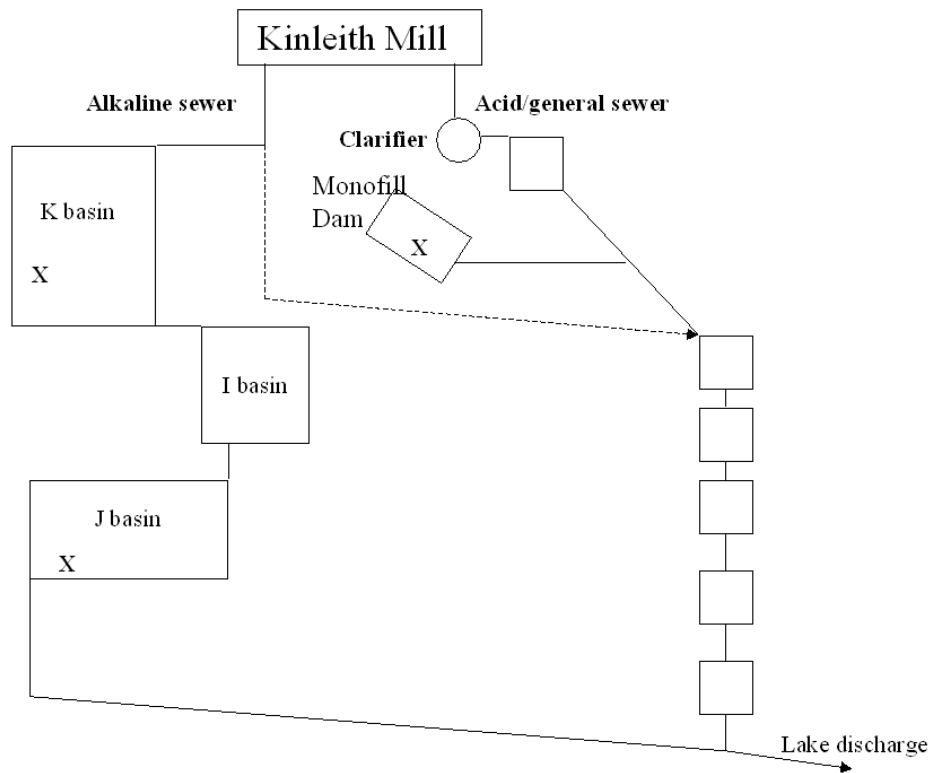 Kinleith Mill
Alkaline sewer
Acid/general sewer
Clarifier
Monofill
Dam
X
K basin
X
I basin
J basin
X
Lake discharge